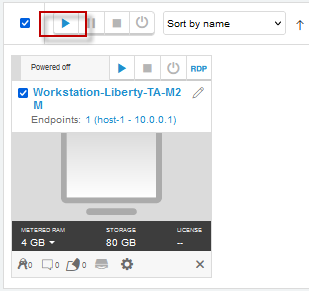 Sort by name
Powered off
RDP
Workstation-Liberty-TA-M2
M
Endpoints: 1 (host-1 - 10.0.0.1)
METERED RAM STORAGE LICENSE
4 GB 80 GB --
0 0 0